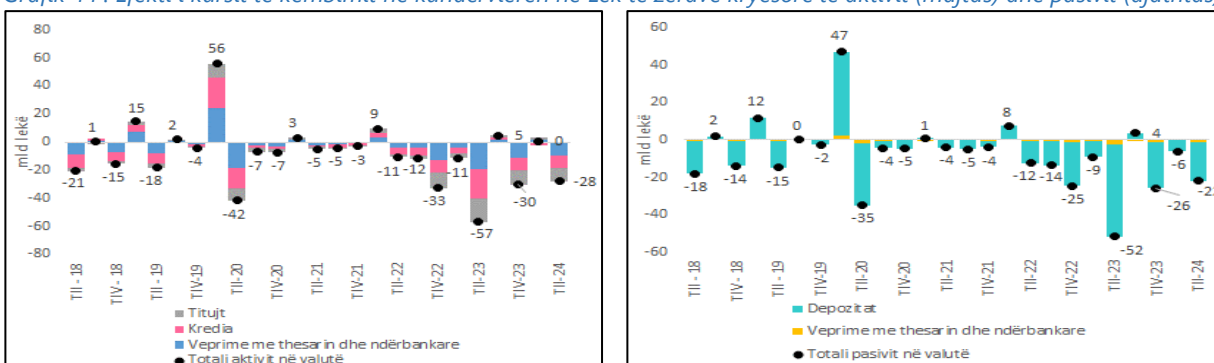 Efekti i kursit të këmbimit në kundërvlerën në Lek të zërave kryesorë të aktivit (majtas) dhe pasivit (djathtas)
mld lekë
80
60
40
20
0
-20
-40
-60
-80
-21
1
-15
15
-18
2
-4
56
-42
-7
-7
3
-5
-5
-3
9
-11
-12
-33
-11
-57
5
-30
0
-28
TII - 18
TIV - 18
TII - 19
TIV-19
TII-20
TIV-20
TII-21
TIV-21
TII-22
TIV-22
TII-23
TIV-23
TII-24
Titujt
Kredia
Veprime me thesarin dhe ndërbankare
Totali aktivit në valutë
mld lekë
60
40
20
0
-20
-40
-60
-18
2
-14
12
-15
0
-2
47
-35
-4
-5
1
-4
-5
-4
8
-12
-14
-25
-9
-52
4
-26
-6
TII - 18
TIV - 18
TII - 19
TIV-19
TII-20
TIV-20
TII-21
TIV-21
TII-22
TIV-22
TII-23
TIV-23
TII-24
Depozitat
Veprime me thesarin dhe ndërbankare
Totali pasivit në valutë